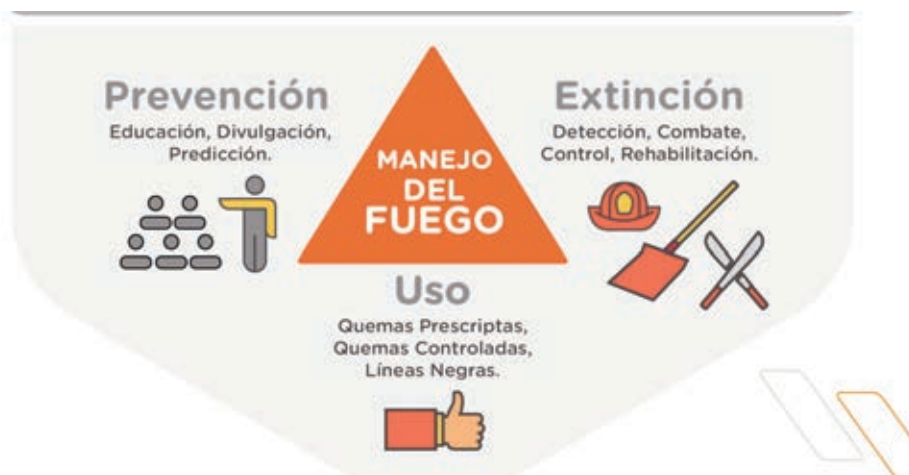 Prevención
Educación, Divulgación,
Predicción.
MANEJO
DEL
FUEGO
Extinción
Detección, Combate,
Control, Rehabilitación.
Uso
Quemas Prescriptas,
Quemas Controladas,
Líneas Negras.